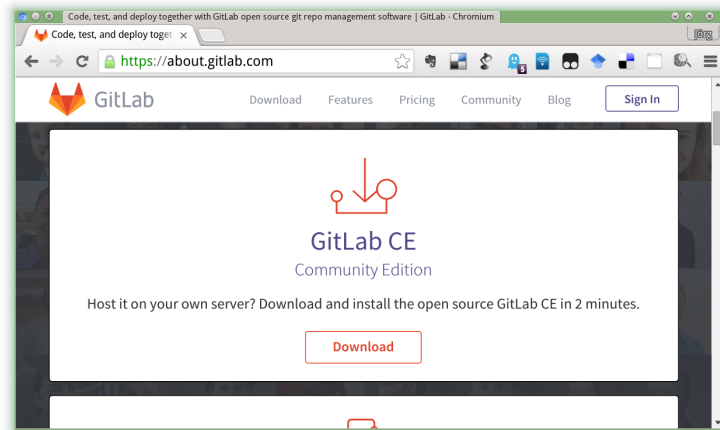 Code, test, and deploy together with GitLab open source git repo management software | GitLab - Chromium
Code, test, and deploy toget
Jörg
https://about.gitlab.com
5
GitLab
Download
Features
Pricing
Community
Blog
Sign In
GitLab CE
Community Edition
Host it on your own server? Download and install the open source GitLab CE in 2 minutes.
Download